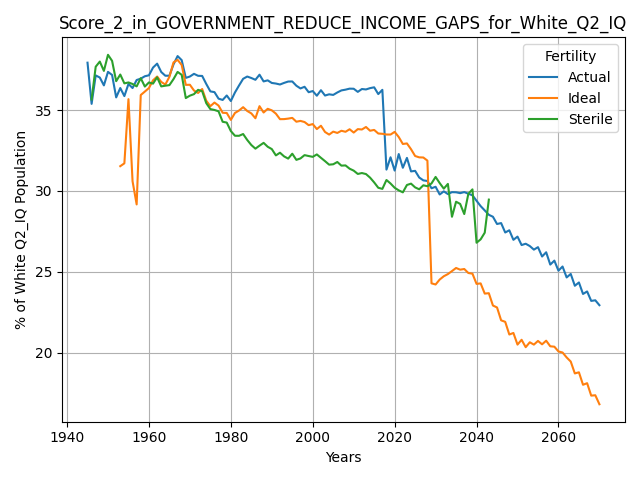 Score_2_in_GOVERNMENT_REDUCE_INCOME_GAPS_for_White_Q2_IQ
Fertility
Actual
Ideal
Sterile
% of White Q2_IQ Population
35
30
25
20
1940 1960 1980 2000 2020 2040 2060
Years